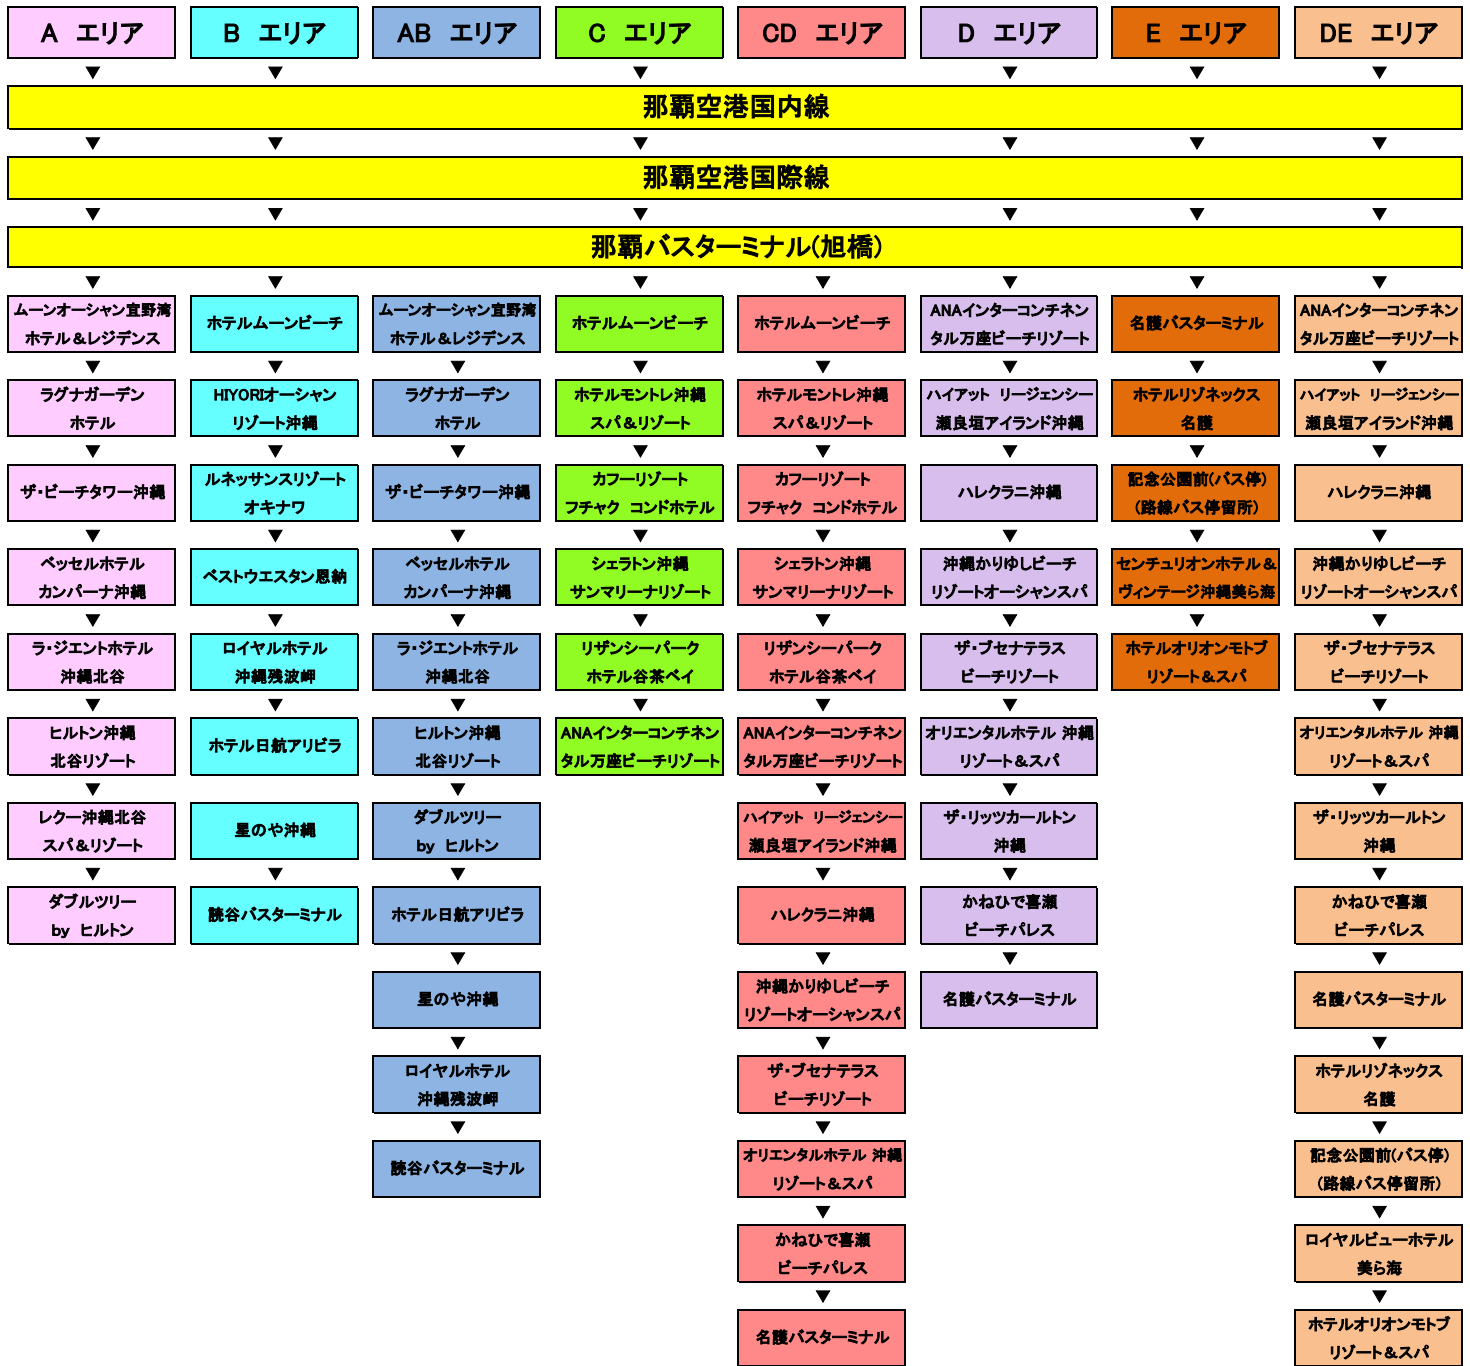 A エリア
B エリア
AB エリア
C エリア
CD エリア
D エリア
E エリア
DE エリア
▼ ▼ ▼ ▼ ▼ ▼
那覇空港国内線
▼ ▼ ▼ ▼ ▼ ▼
那覇空港国際線
▼ ▼ ▼ ▼ ▼ ▼
那覇バスターミナル(旭橋)
▼
ムーンオーシャン宜野湾
ホテル&レジデンス
▼
ラグナガーデン
ホテル
▼
ザ・ビーチタワー沖縄
▼
ベッセルホテル
カンパーナ沖縄
▼
ラ・ジェントホテル
沖縄北谷
▼
ヒルトン沖縄
北谷リゾート
▼
レクー沖縄北谷
スパ&リゾート
▼
ダブルツリー
by ヒルトン
▼
ホテルムーンビーチ
▼
HIYORIオーシャン
リゾート沖縄
▼
ルネッサンスリゾート
オキナワ
▼
ベストウエスタン恩納
▼
ロイヤルホテル
沖縄残波岬
▼
ホテル日航アリビラ
▼
星のや沖縄
▼
読谷バスターミナル
▼
ムーンオーシャン宜野湾
ホテル&レジデンス
▼
ラグナガーデン
ホテル
▼
ザ・ビーチタワー沖縄
▼
ベッセルホテル
カンパーナ沖縄
▼
ラ・ジェントホテル
沖縄北谷
▼
ヒルトン沖縄
北谷リゾート
▼
ダブルツリー
by ヒルトン
▼
ホテル日航アリビラ
▼
星のや沖縄
▼
ロイヤルホテル
沖縄残波岬
▼
読谷バスターミナル
▼
ホテルムーンビーチ
▼
ホテルモントレ沖縄
スパ&リゾート
▼
カフーリゾート
フチャク コンドホテル
▼
シェラトン沖縄
サンマリーナリゾート
▼
リザンシーパーク
ホテル谷茶ベイ
▼
ANAインターコンチネン
タル万座ビーチリゾート
▼
ホテルムーンビーチ
▼
ホテルモントレ沖縄
スパ&リゾート
▼
カフーリゾート
フチャク コンドホテル
▼
シェラトン沖縄
サンマリーナリゾート
▼
リザンシーパーク
ホテル谷茶ベイ
▼
ANAインターコンチネン
タル万座ビーチリゾート
▼
ハイアット リージェンシー
瀬良垣アイランド沖縄
▼
ハレクラニ沖縄
▼
沖縄かりゆしビーチ
リゾートオーシャンスパ
▼
ザ・ブセナテラス
ビーチリゾート
▼
オリエンタルホテル 沖縄
リゾート&スパ
▼
かねひで喜瀬
ビーチパレス
▼
名護バスターミナル
▼
ANAインターコンチネン
タル万座ビーチリゾート
▼
ハイアット リージェンシー
瀬良垣アイランド沖縄
▼
ハレクラニ沖縄
▼
沖縄かりゆしビーチ
リゾートオーシャンスパ
▼
ザ・ブセナテラス
ビーチリゾート
▼
オリエンタルホテル 沖縄
リゾート&スパ
▼
ザ・リッツカールトン
沖縄
▼
かねひで喜瀬
ビーチパレス
▼
名護バスターミナル
▼
名護バスターミナル
▼
ホテルリゾネックス
名護
▼
記念公園前(バス停)
(路線バス停留所)
▼
センチュリオンホテル&
ヴィンテージ沖縄美ら海
▼
ホテルオリオンモトブ
リゾート&スパ
▼
ANAインターコンチネン
タル万座ビーチリゾート
▼
ハイアット リージェンシー
瀬良垣アイランド沖縄
▼
ハレクラニ沖縄
▼
沖縄かりゆしビーチ
リゾートオーシャンスパ
▼
ザ・ブセナテラス
ビーチリゾート
▼
オリエンタルホテル 沖縄
リゾート&スパ
▼
ザ・リッツカールトン
沖縄
▼
かねひで喜瀬
ビーチパレス
▼
名護バスターミナル
▼
ホテルリゾネックス
名護
▼
記念公園前(バス停)
(路線バス停留所)
▼
ロイヤルビューホテル
美ら海
▼
ホテルオリオンモトブ
リゾート&スパ